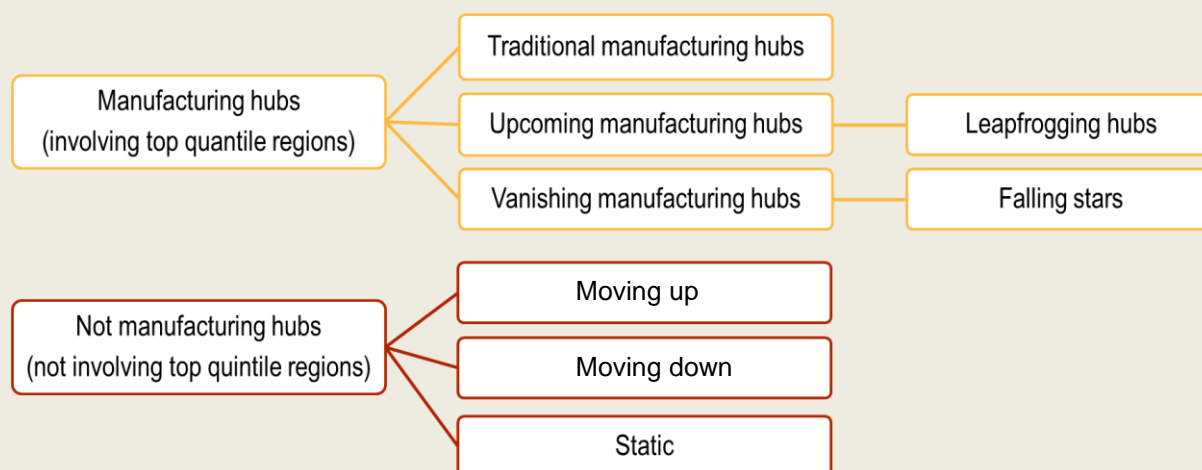 Traditional manufacturing hubs
Manufacturing hubs
(involving top quantile regions)
Upcoming manufacturing hubs
Leapfrogging hubs
Vanishing manufacturing hubs
Falling stars
Moving up
Not manufacturing hubs
(not involving top quintile regions)
Moving down
Static